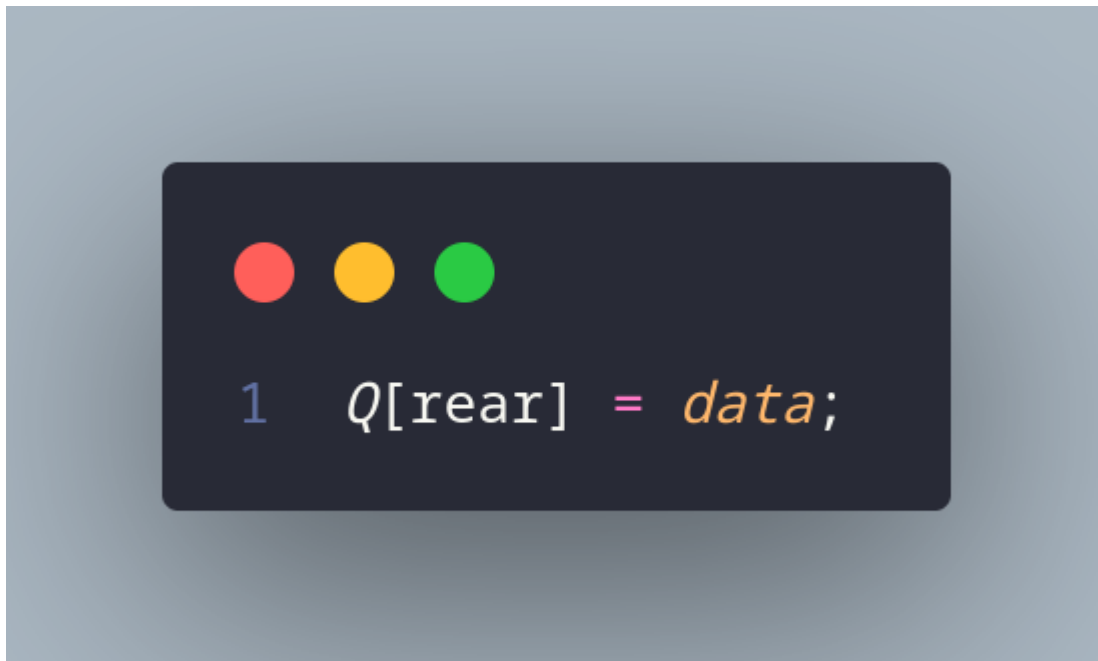 1 Q[rear] = data;